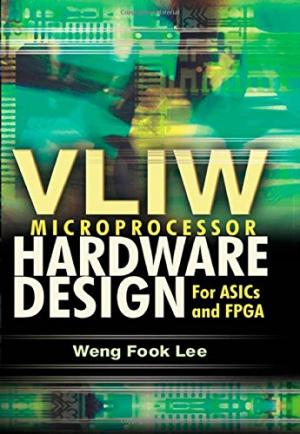 VLIW
MICROPROCESSOR
HARDWARE
DESIGN
For ASICs
and FPGA
Weng Fook Lee